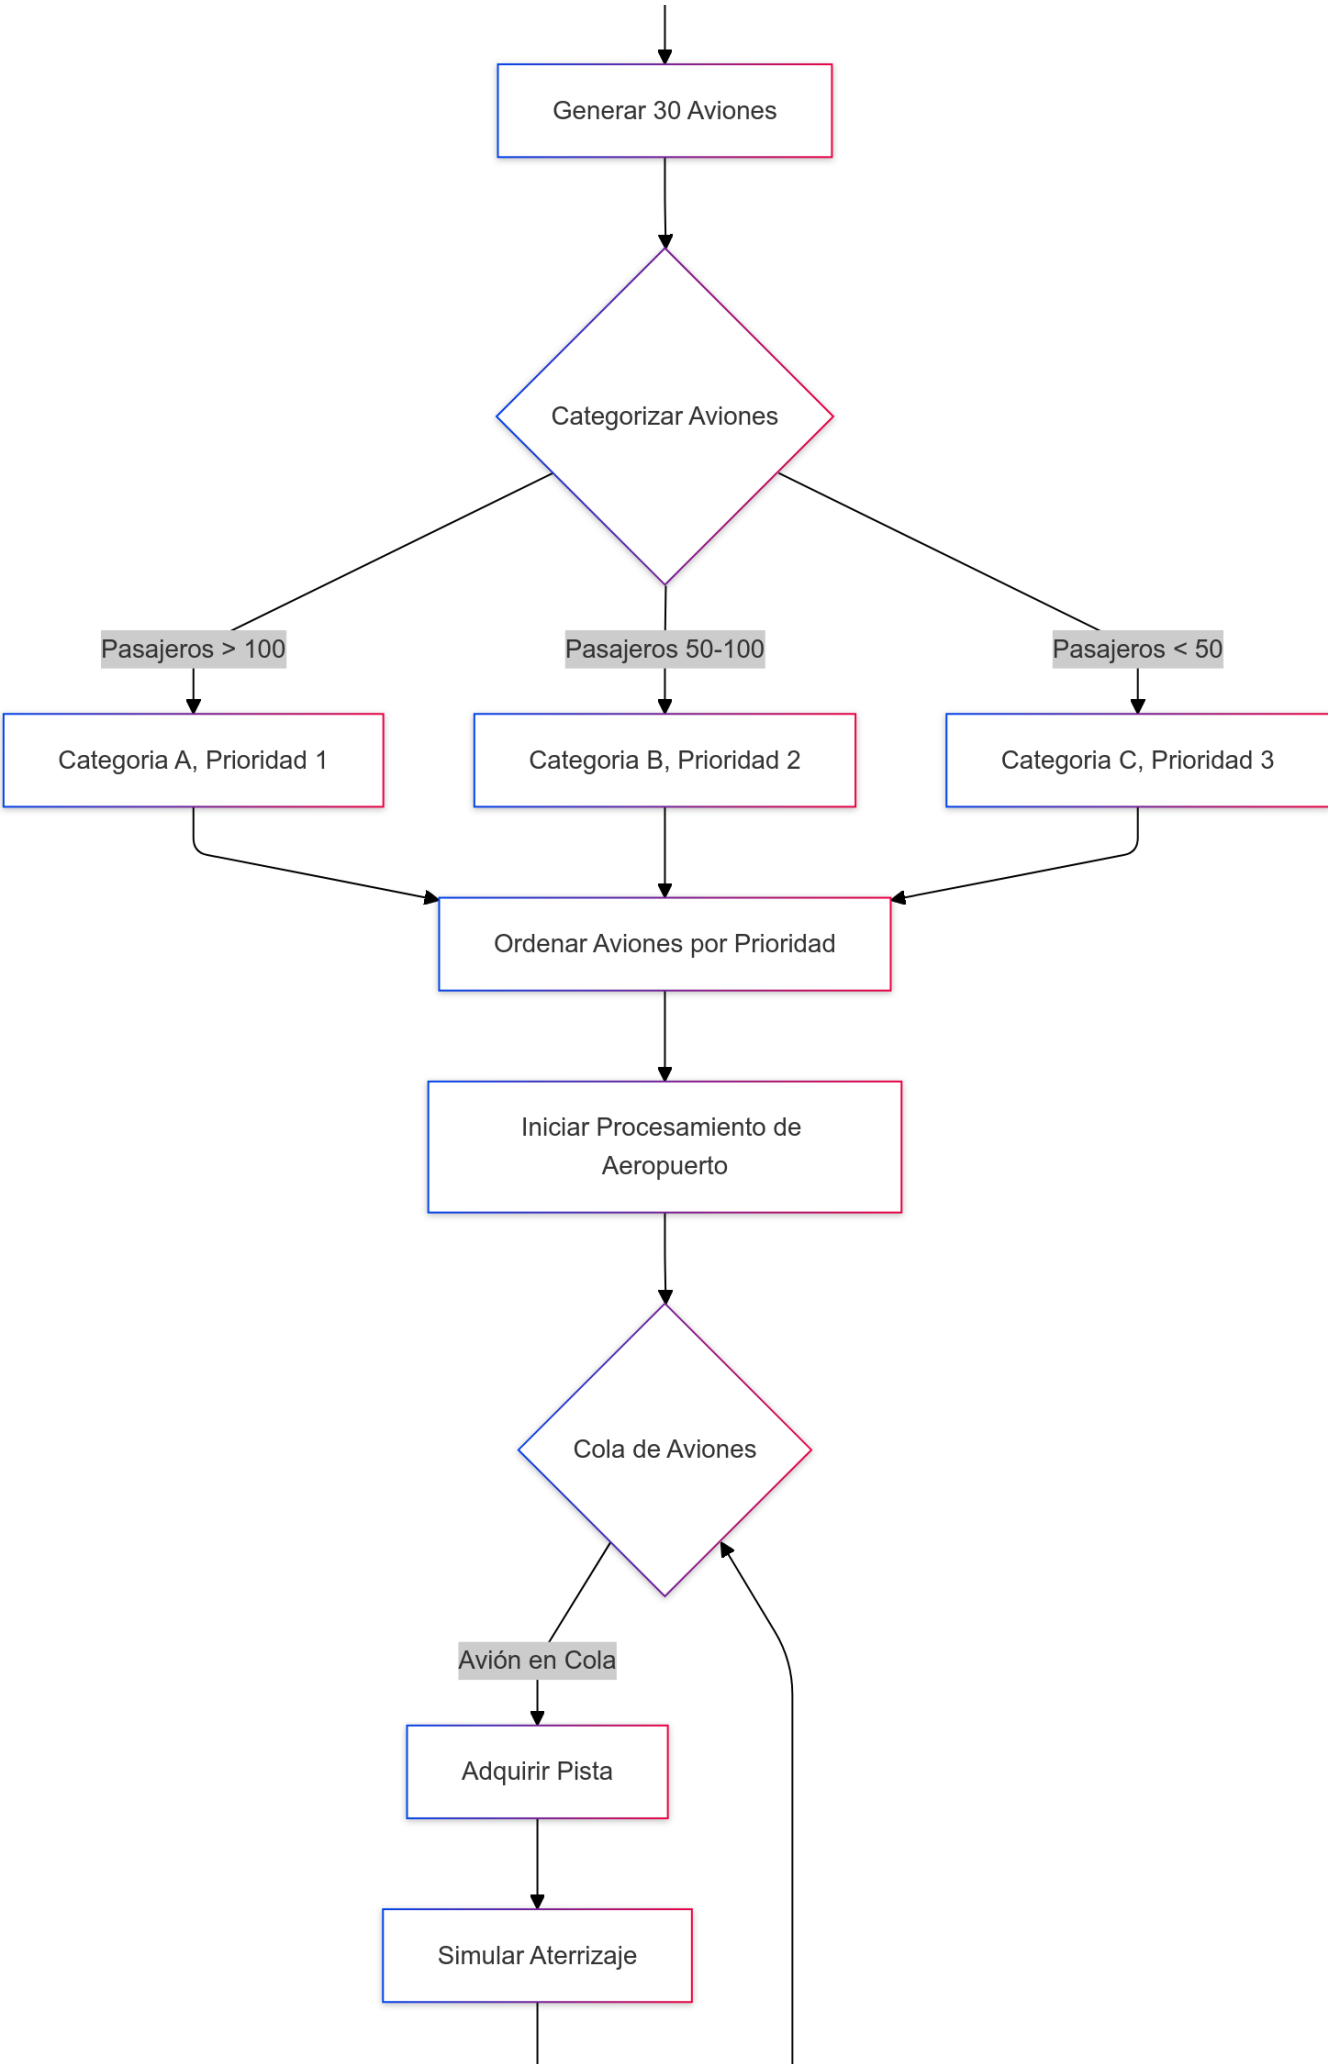 Generar 30 Aviones
Categorizar Aviones
Pasajeros > 100
Pasajeros 50-100
Pasajeros < 50
Categoria A, Prioridad 1
Categoria B, Prioridad 2
Categoria C, Prioridad 3
Ordenar Aviones por Prioridad
Iniciar Procesamiento de
Aeropuerto
Cola de Aviones
Avión en Cola
Adquirir Pista
Simular Aterrizaje